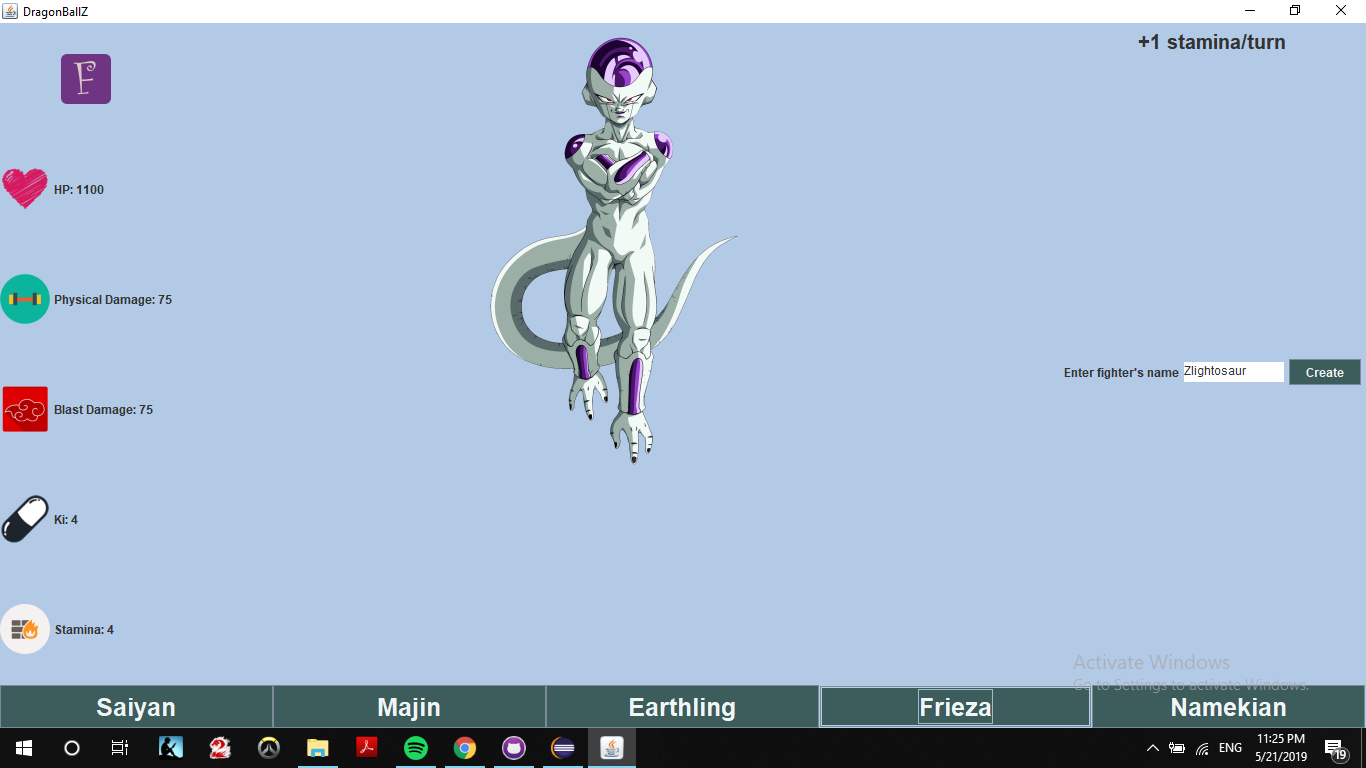 DragonBallZ
+1 stamina/turn
F
HP: 1100
Physical Damage: 75
Enter fighter's name Zlightosaur Create
Blast Damage: 75
Ki: 4
Stamina: 4
Activate Windows
Go to Settings to activate Windows.
Saiyan Majin Earthling Frieza Namekian
ENG 11:25 PM
5/21/2019 19